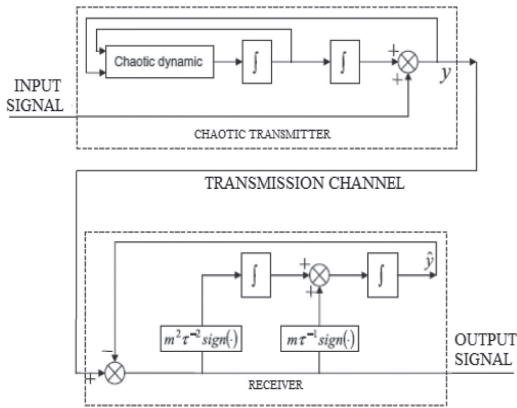 Chaotic dynamic
∫
∫
+
+
y
INPUT
SIGNAL
CHAOTIC TRANSMITTER
TRANSMISSION CHANNEL
∫
+
+
∫
ŷ
m²τ⁻²sign(·)
mτ⁻¹sign(·)
−
+
OUTPUT
SIGNAL
RECEIVER